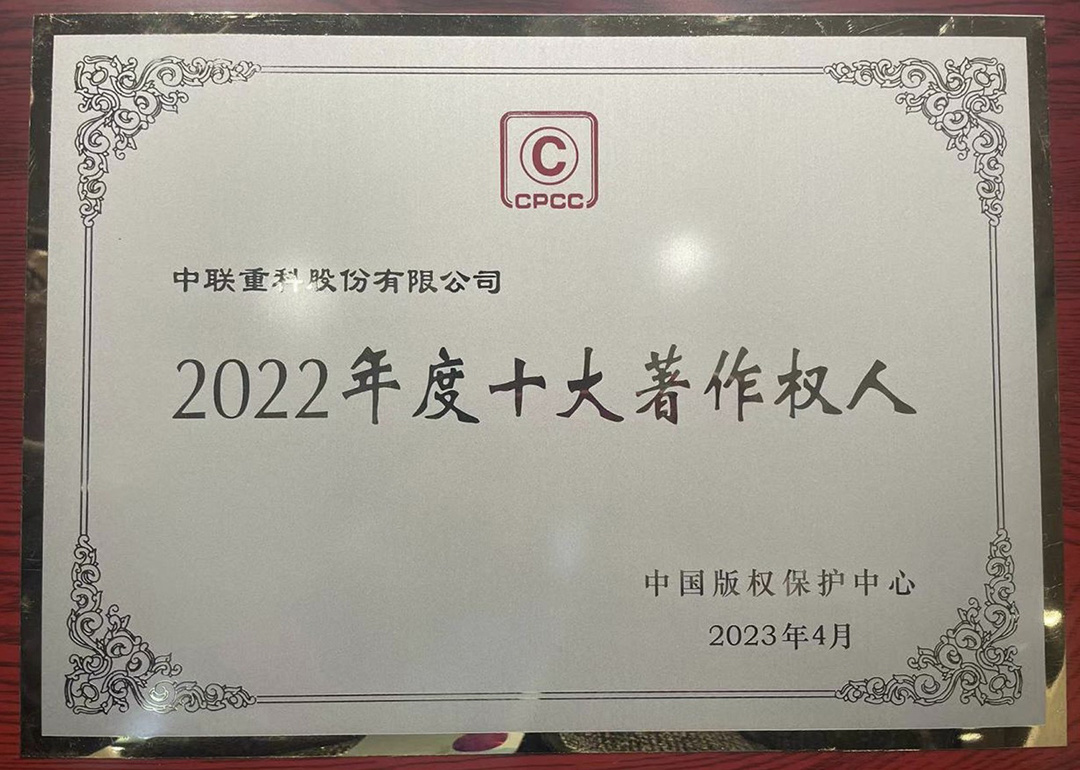 C
CPCC
中联重科股份有限公司
2022年度十大著作权人
中国版权保护中心
2023年4月